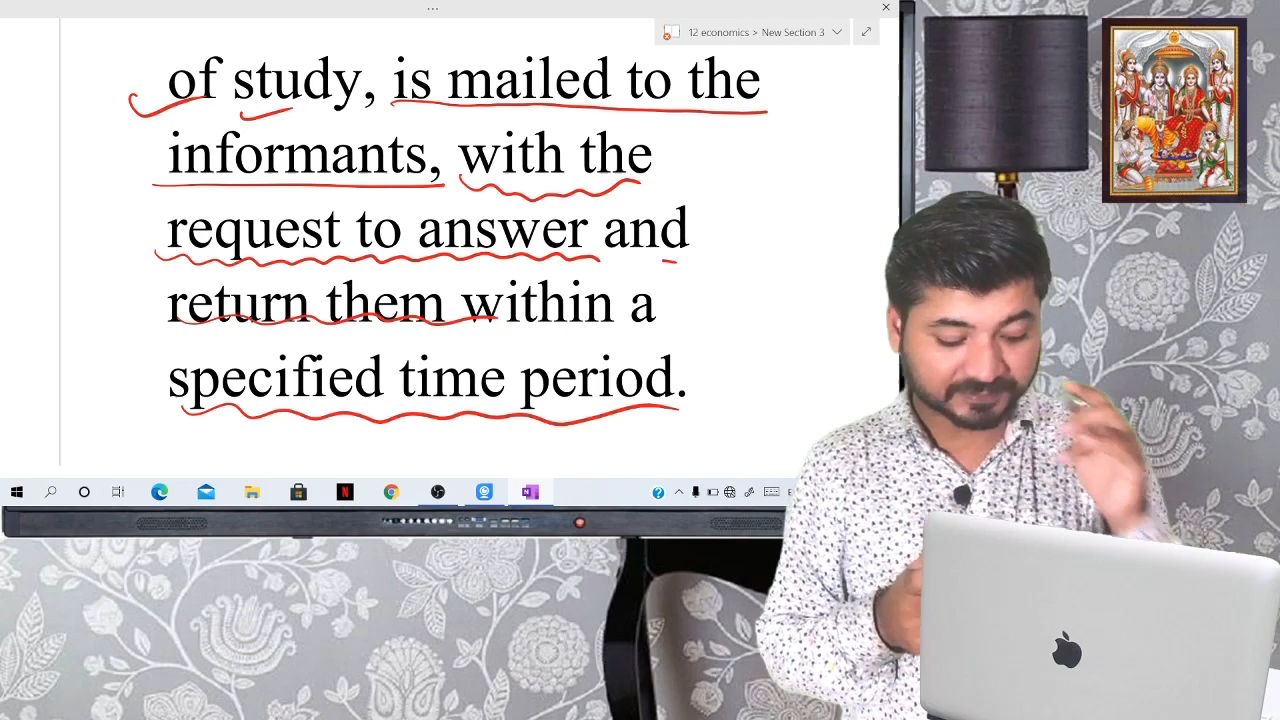 12 economics > New Section 3
of study, is mailed to the
informants, with the
request to answer and
return them within a
specified time period.